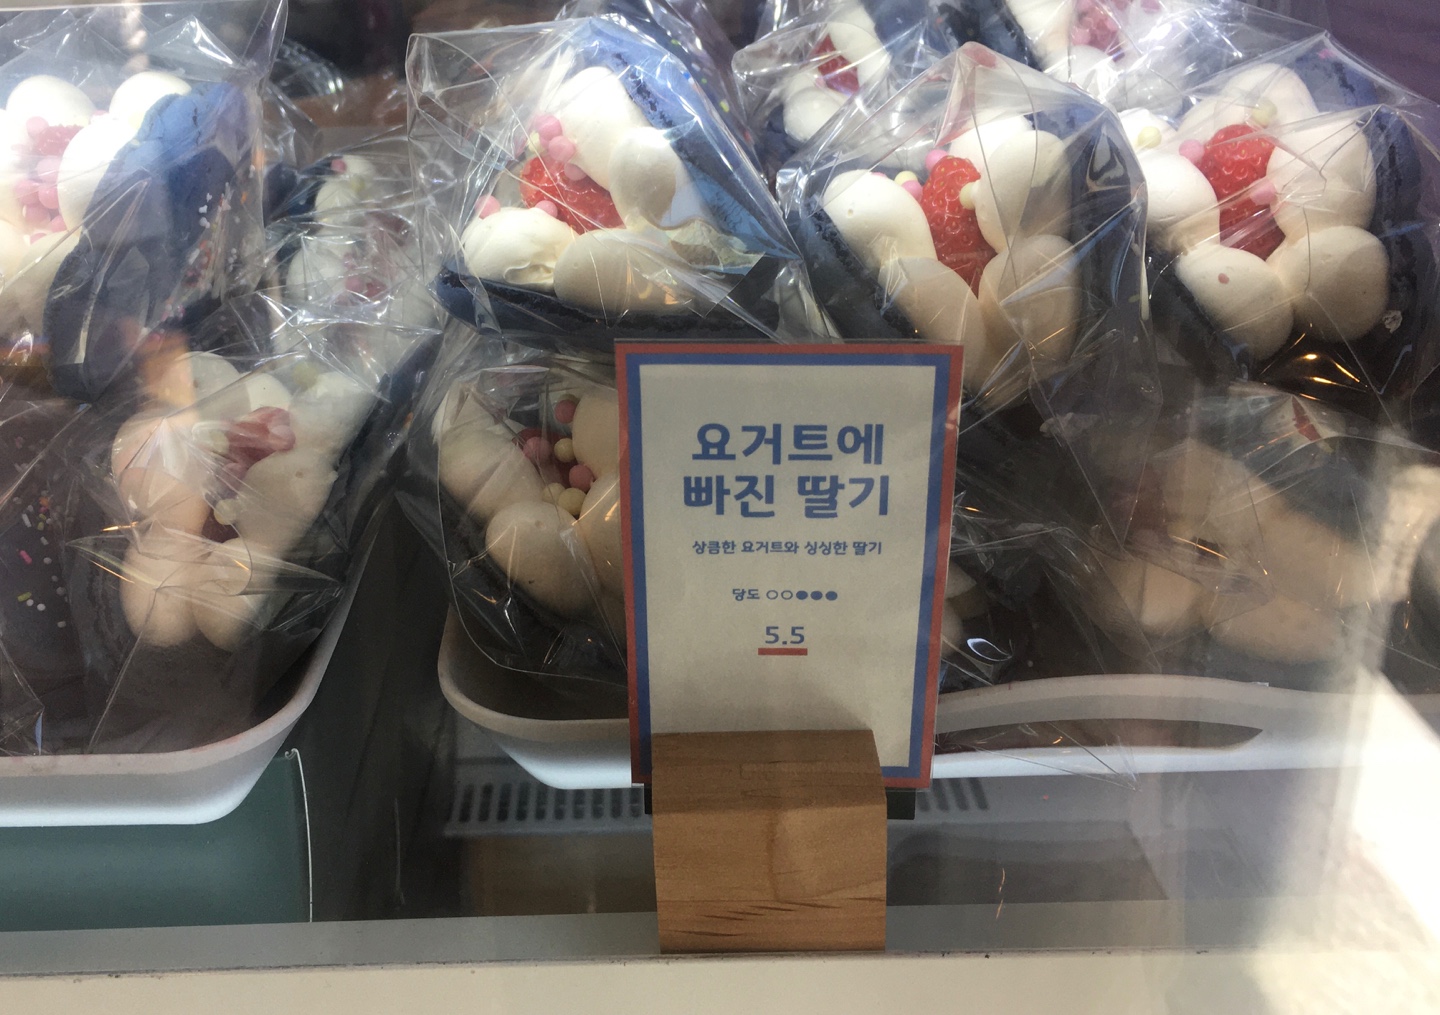 요거트에
빠진 딸기
상큼한 요거트와 싱싱한 딸기
당도 ○○●●●
5.5